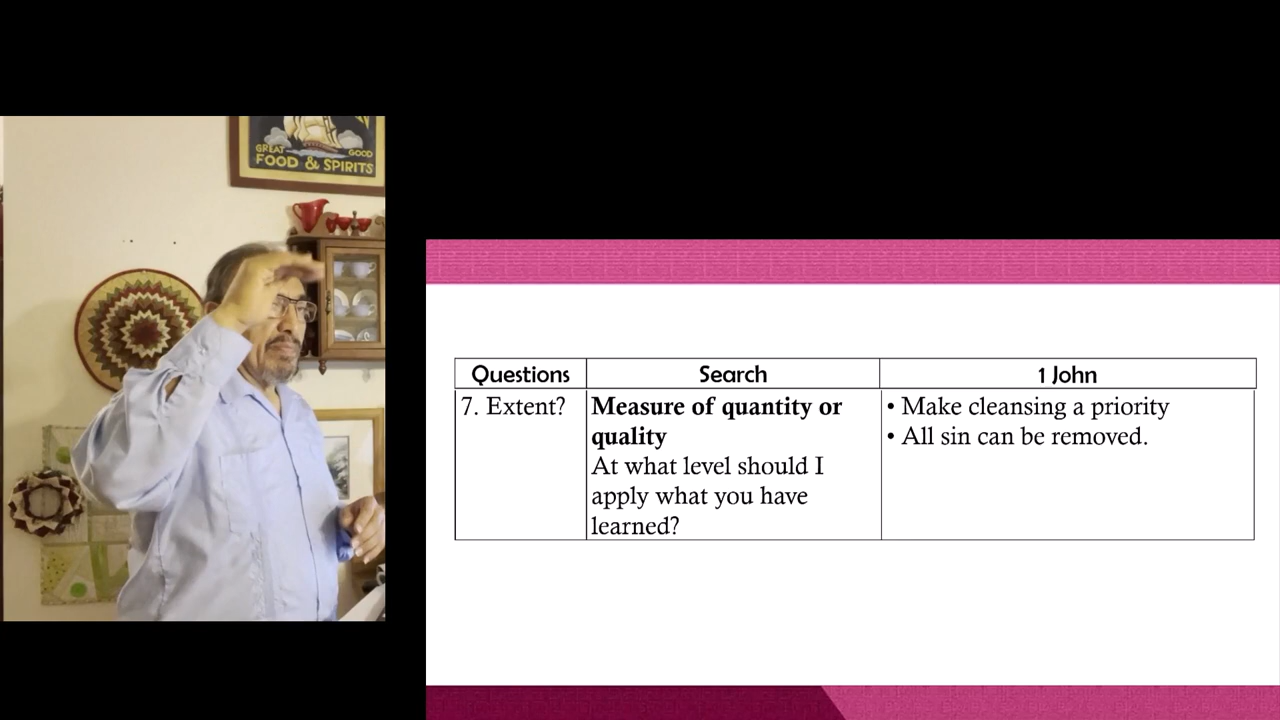 GREAT GOOD
FOOD & SPIRITS
Questions Search 1 John
7. Extent? Measure of quantity or • Make cleansing a priority
quality • All sin can be removed.
At what level should I
apply what you have
learned?